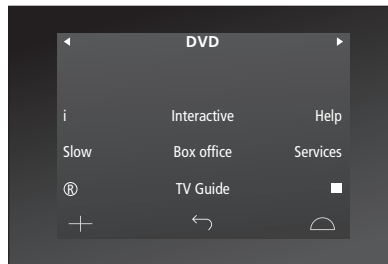 DVD
i Interactive Help
Slow Box office Services
® TV Guide